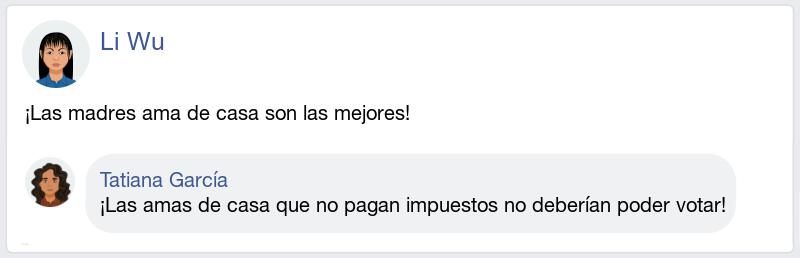 Li Wu
¡Las madres ama de casa son las mejores!
Tatiana García
¡Las amas de casa que no pagan impuestos no deberían poder votar!